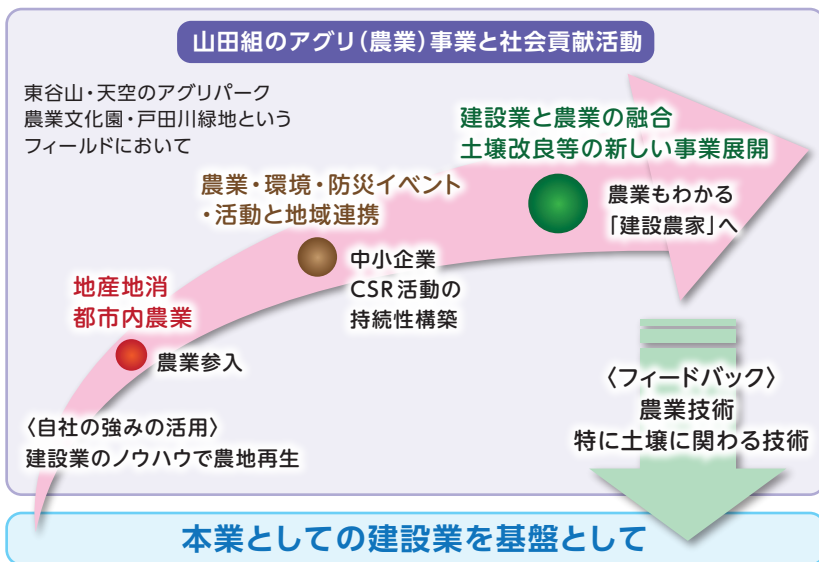 山田組のアグリ(農業)事業と社会貢献活動
東谷山・天空のアグリパーク
農業文化園・戸田川緑地という
フィールドにおいて
建設業と農業の融合
土壌改良等の新しい事業展開
農業もわかる
「建設農家」へ
農業・環境・防災イベント
・活動と地域連携
中小企業
CSR活動の
持続性構築
地産地消
都市内農業
農業参入
〈自社の強みの活用〉
建設業のノウハウで農地再生
〈フィードバック〉
農業技術
特に土壌に関わる技術
本業としての建設業を基盤として